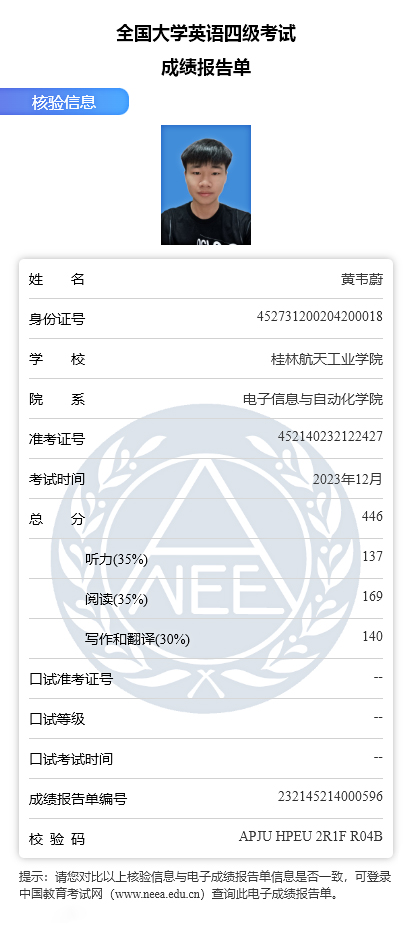 全国大学英语四级考试
成绩报告单
核验信息
姓 名 黄韦蔚
身份证号 452731200204200018
学 校 桂林航天工业学院
院 系 电子信息与自动化学院
准考证号 452140232122427
考试时间 2023年12月
总 分 446
听力(35%) 137
阅读(35%) 169
写作和翻译(30%) 140
口试准考证号 --
口试等级 --
口试考试时间 --
成绩报告单编号 232145214000596
校 验 码 APJU HPEU 2R1F R04B
NEEA
提示：请您对比以上核验信息与电子成绩报告单信息是否一致，可登录
中国教育考试网（www.neea.edu.cn）查询此电子成绩报告单。